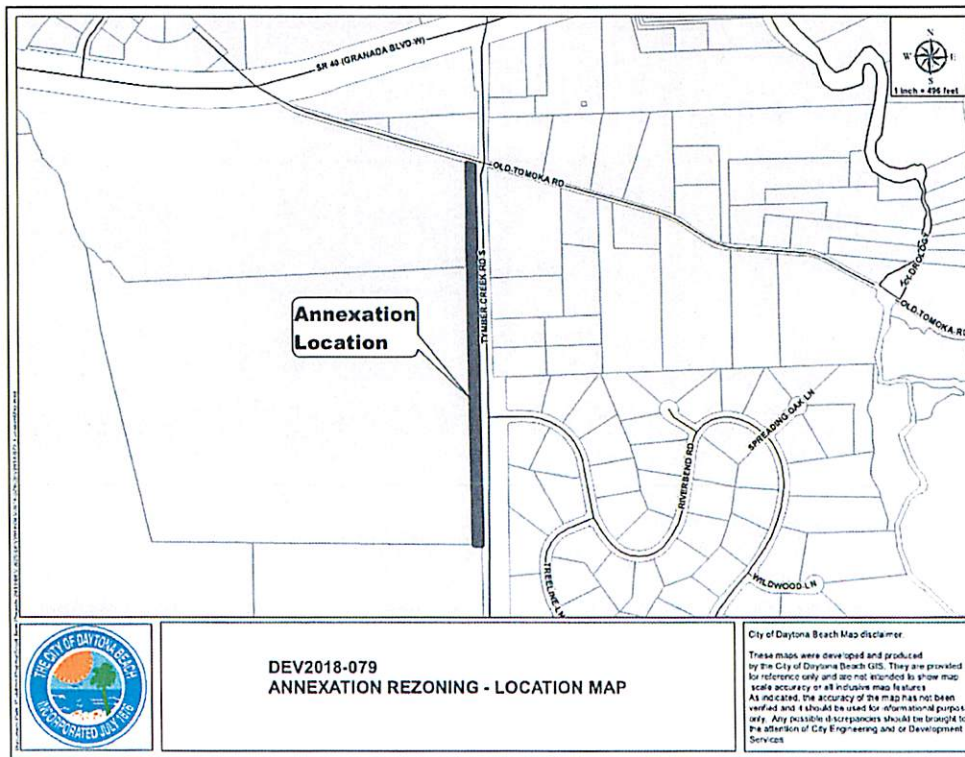 SR 40 (GRANADA BLVD-W)
N
W E
S
1 inch = 496 feet
OLD TOMOKA RD
TYMBER CREEK RD S
OLD TOMOKA RD
Annexation
Location
SPREADING OAK LN
RIVERBEND RD
TREELINE LN
WILDWOOD LN
THE CITY OF DAYTONA BEACH
INCORPORATED JULY 1876
DEV2018-079
ANNEXATION REZONING - LOCATION MAP
City of Daytona Beach Map disclaimer:
These maps were developed and produced
by the City of Daytona Beach GIS. They are provided
for reference only and are not intended to show map
scale accuracy or all inclusive map features
As indicated, the accuracy of the map has not been
verified and it should be used for informational purpos
only. Any possible discrepancies should be brought to
the attention of City Engineering and or Development
Services